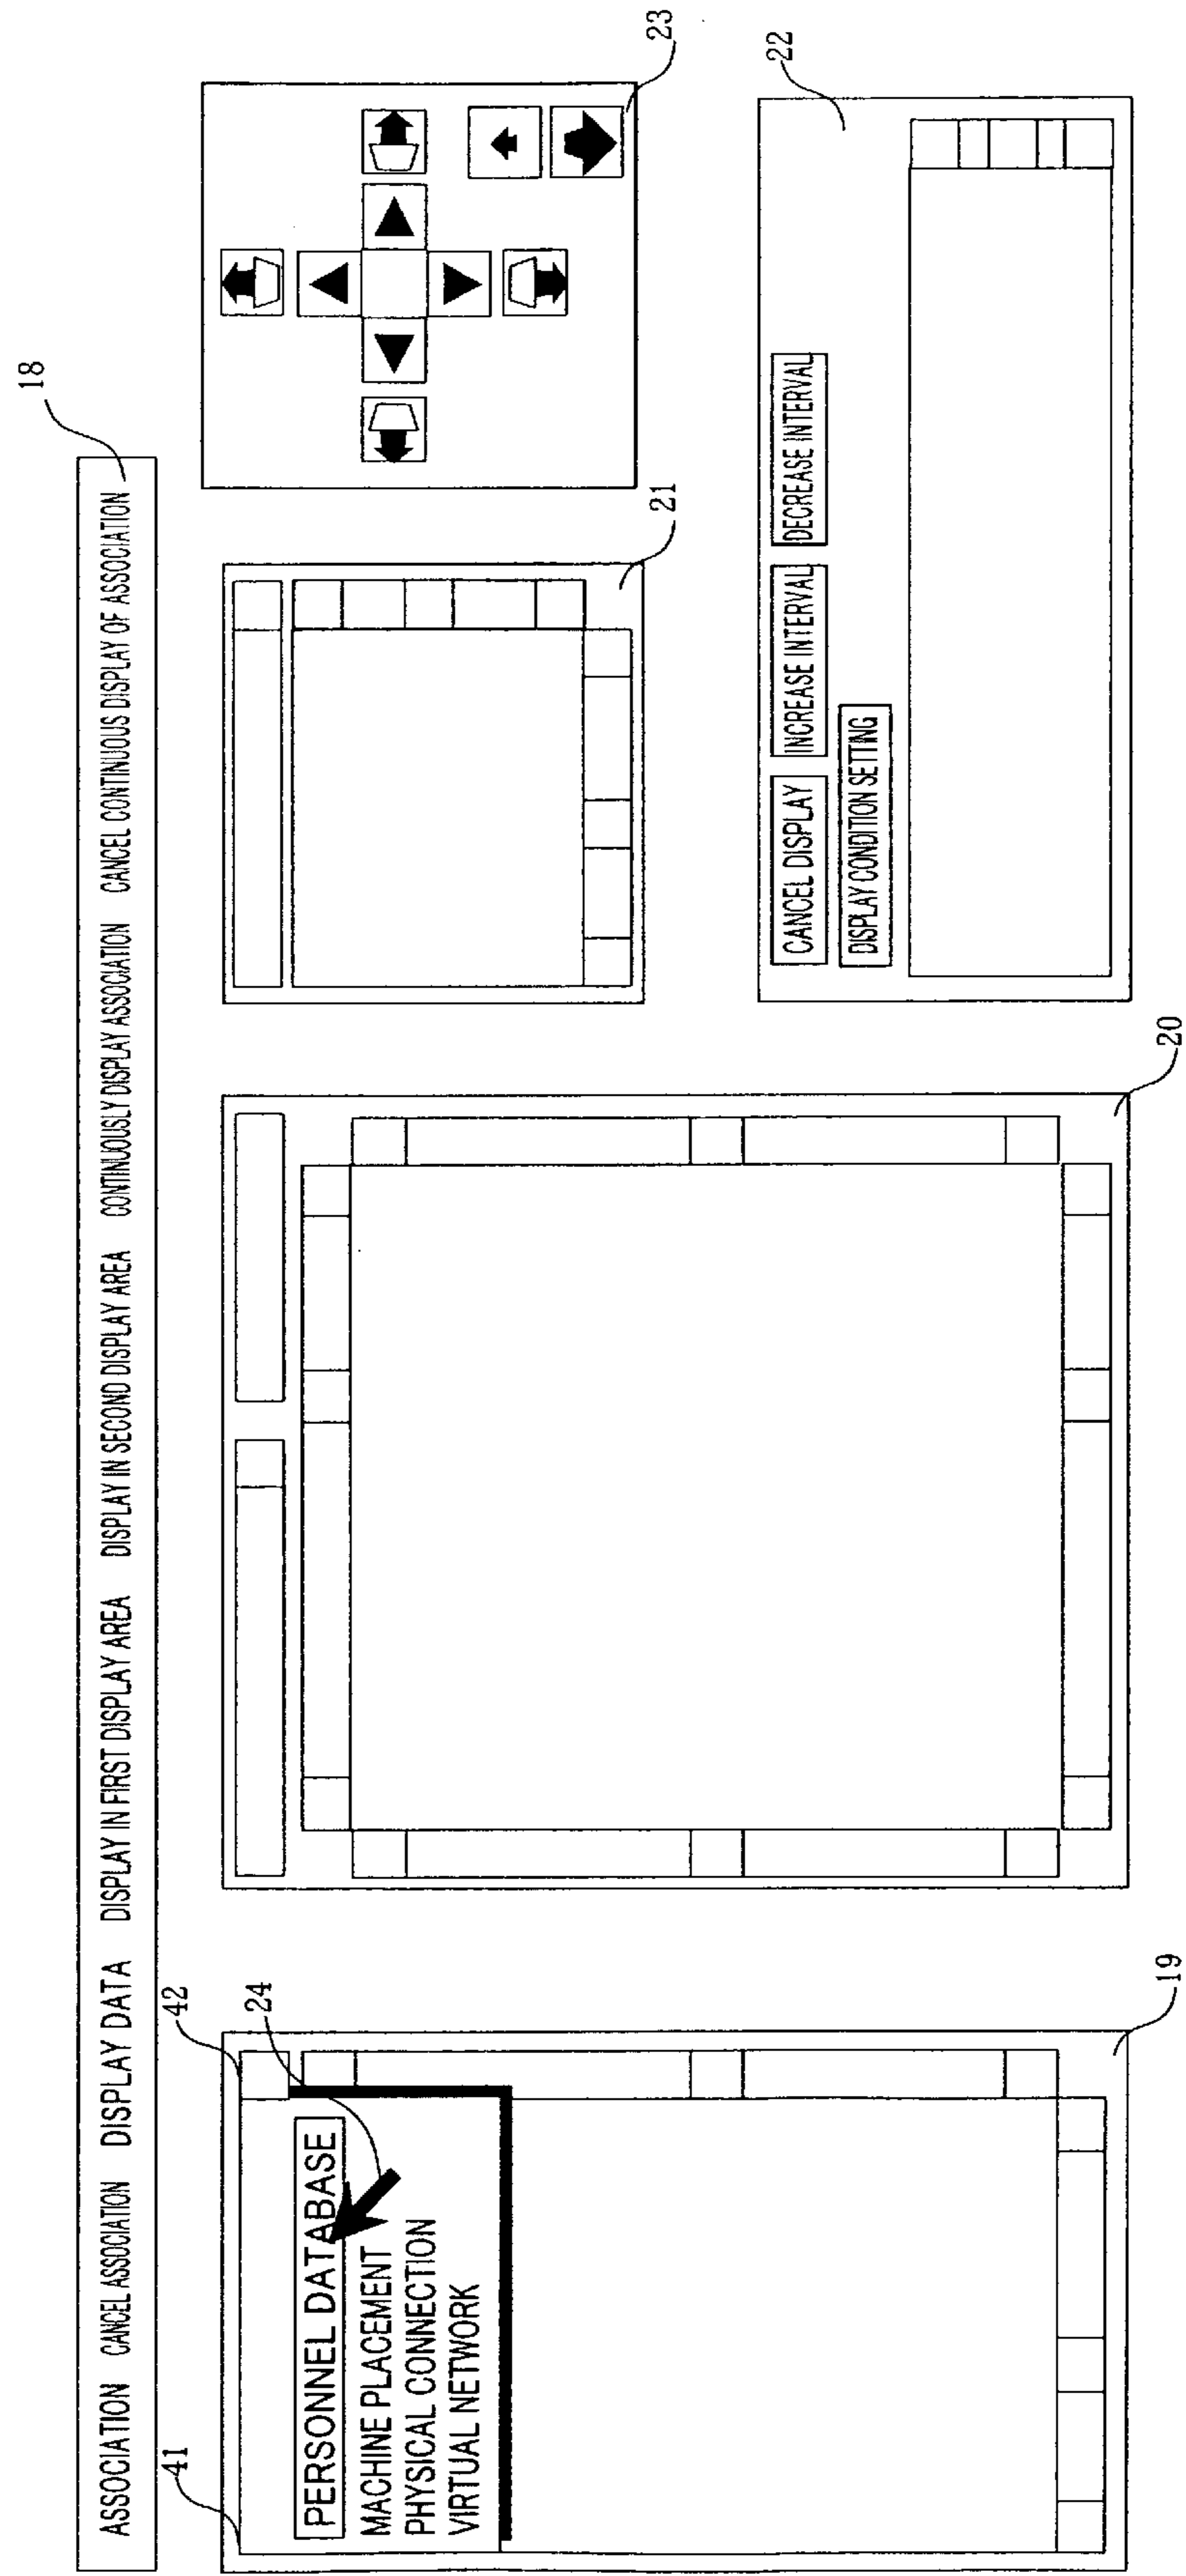 18
ASSOCIATION CANCEL ASSOCIATION DISPLAY DATA DISPLAY IN FIRST DISPLAY AREA DISPLAY IN SECOND DISPLAY AREA CONTINUOUSLY DISPLAY ASSOCIATION CANCEL CONTINUOUS DISPLAY OF ASSOCIATION
41
42
24
PERSONNEL DATABASE
MACHINE PLACEMENT
PHYSICAL CONNECTION
VIRTUAL NETWORK
19
20
21
23
CANCEL DISPLAY INCREASE INTERVAL DECREASE INTERVAL
DISPLAY CONDITION SETTING
22